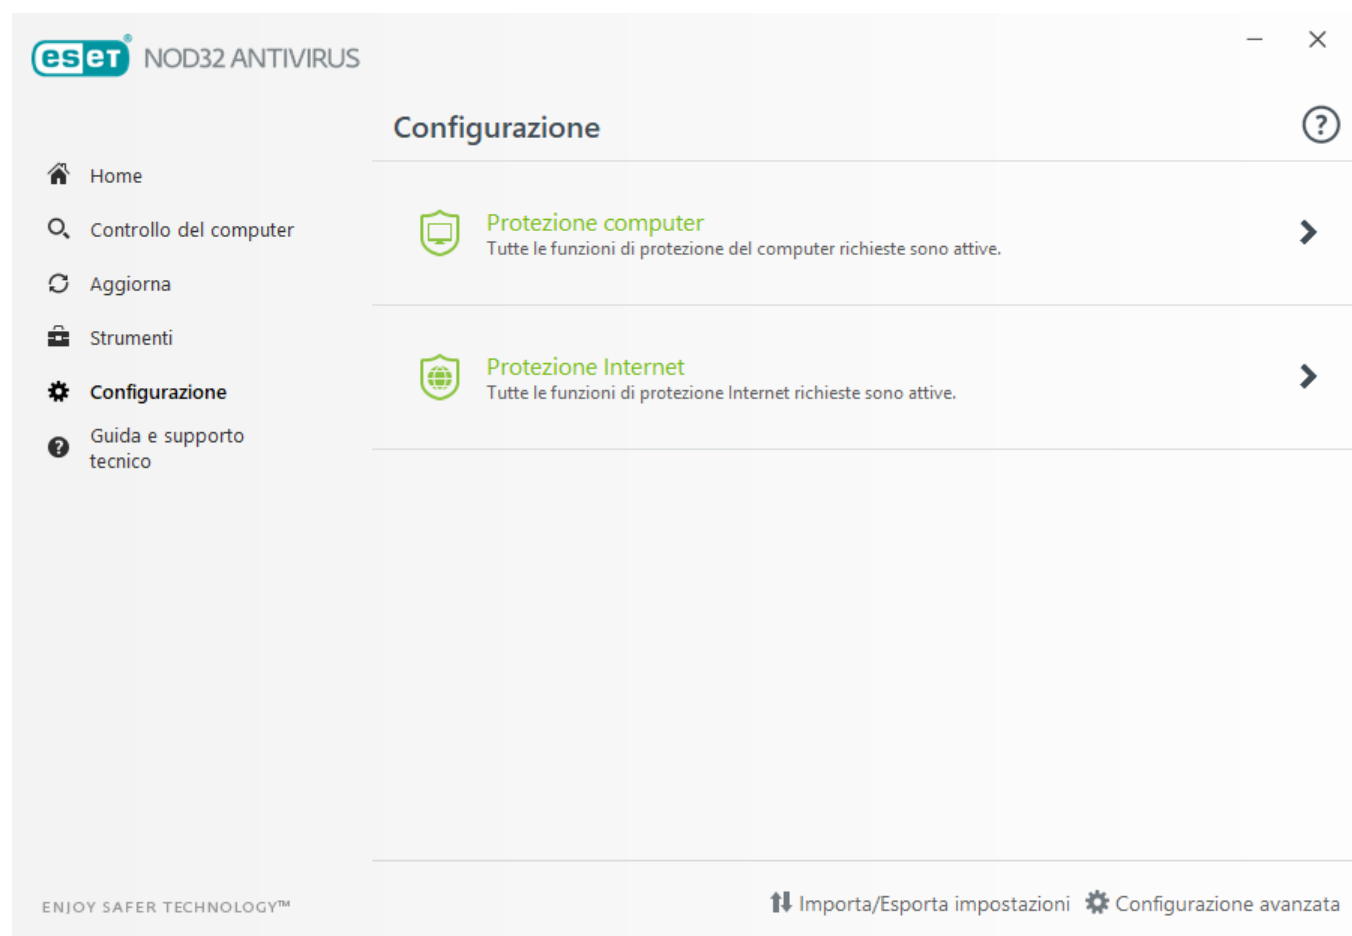 eset® NOD32 ANTIVIRUS
Configurazione
?
Home
Controllo del computer
Aggiorna
Strumenti
Configurazione
Guida e supporto
tecnico
Protezione computer
Tutte le funzioni di protezione del computer richieste sono attive.
Protezione Internet
Tutte le funzioni di protezione Internet richieste sono attive.
ENJOY SAFER TECHNOLOGY™
Importa/Esporta impostazioni
Configurazione avanzata